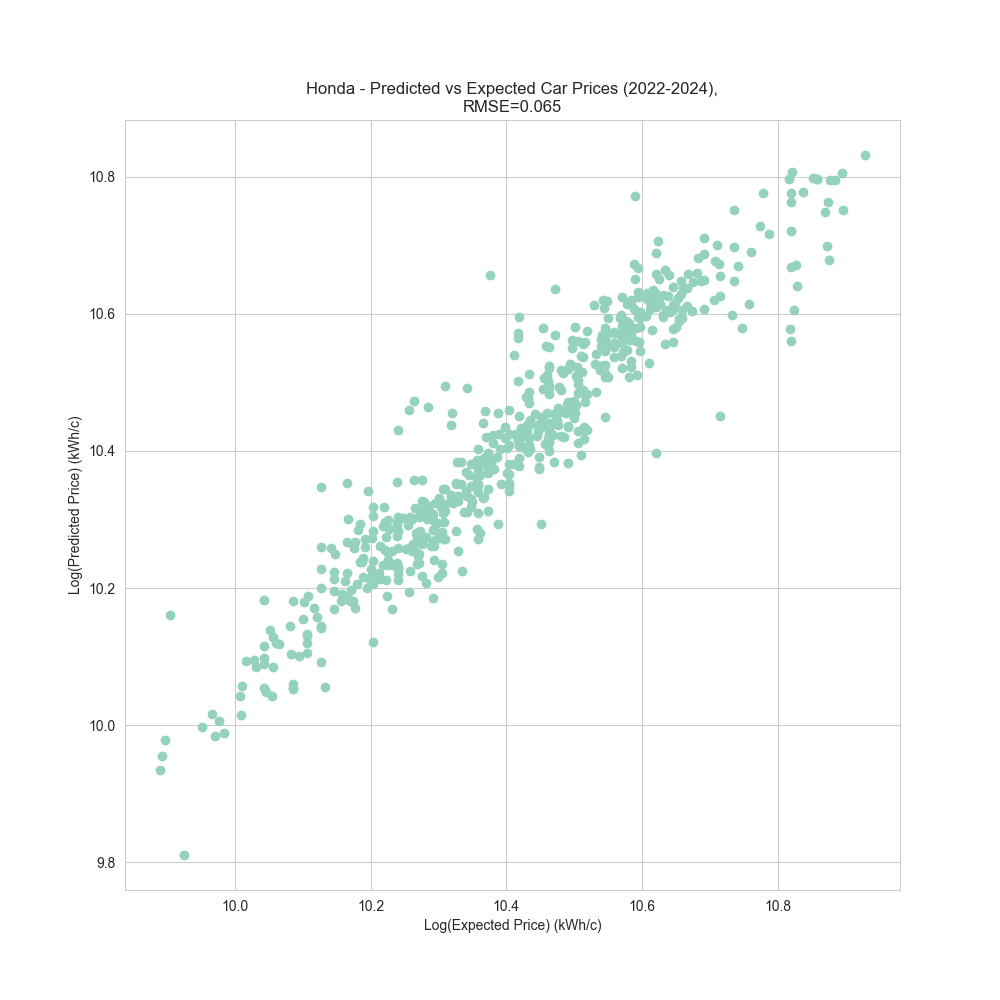 Honda - Predicted vs Expected Car Prices (2022-2024),
RMSE=0.065
Log(Predicted Price) (kWh/c)
10.8
10.6
10.4
10.2
10.0
9.8
10.0 10.2 10.4 10.6 10.8
Log(Expected Price) (kWh/c)